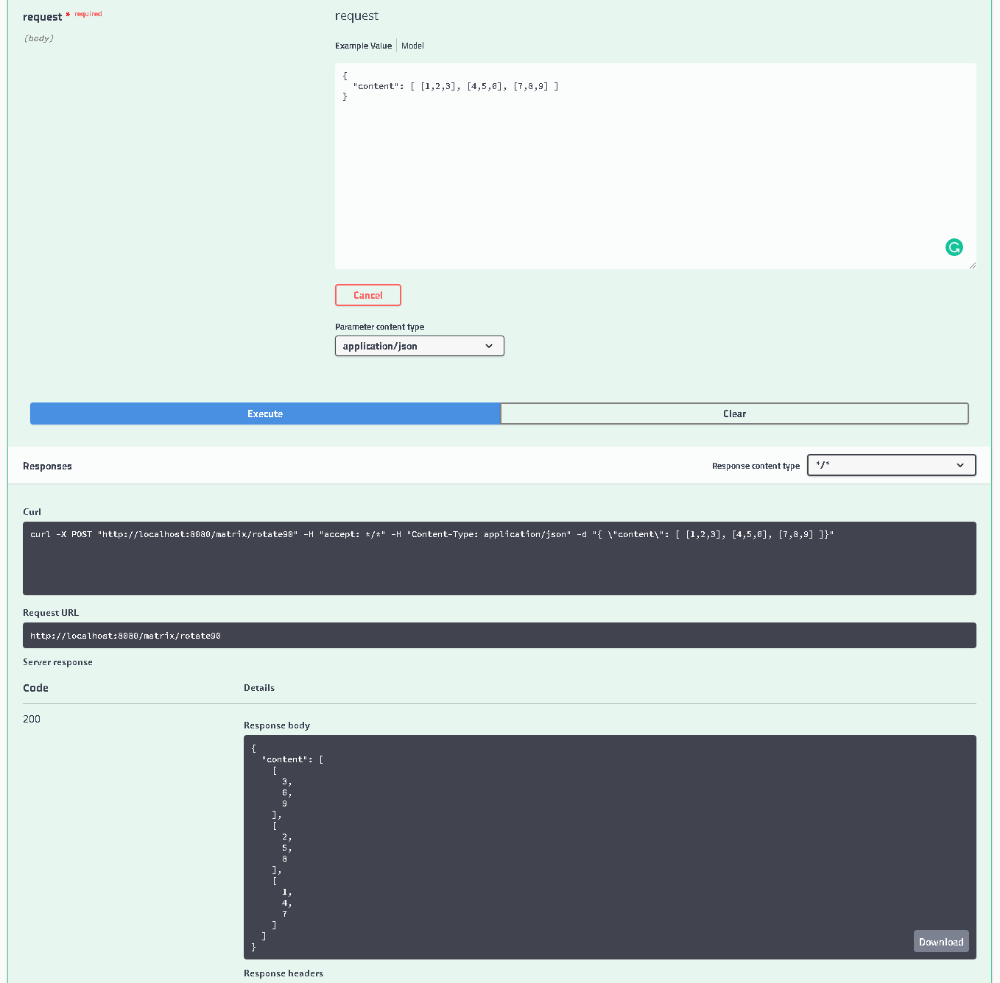 request * required
(body)
request
Example Value | Model
{
  "content": [ [1,2,3], [4,5,6], [7,8,9] ]
}
Cancel
Parameter content type
application/json
Execute
Clear
Responses
Response content type
*/*
Curl
curl -X POST "http://localhost:8080/matrix/rotate90" -H "accept: */*" -H "Content-Type: application/json" -d "{ \"content\": [ [1,2,3], [4,5,6], [7,8,9] ]}"
Request URL
http://localhost:8080/matrix/rotate90
Server response
Code
Details
200
Response body
{
  "content": [
    [
      3,
      6,
      9
    ],
    [
      2,
      5,
      8
    ],
    [
      1,
      4,
      7
    ]
  ]
}
Download
Response headers